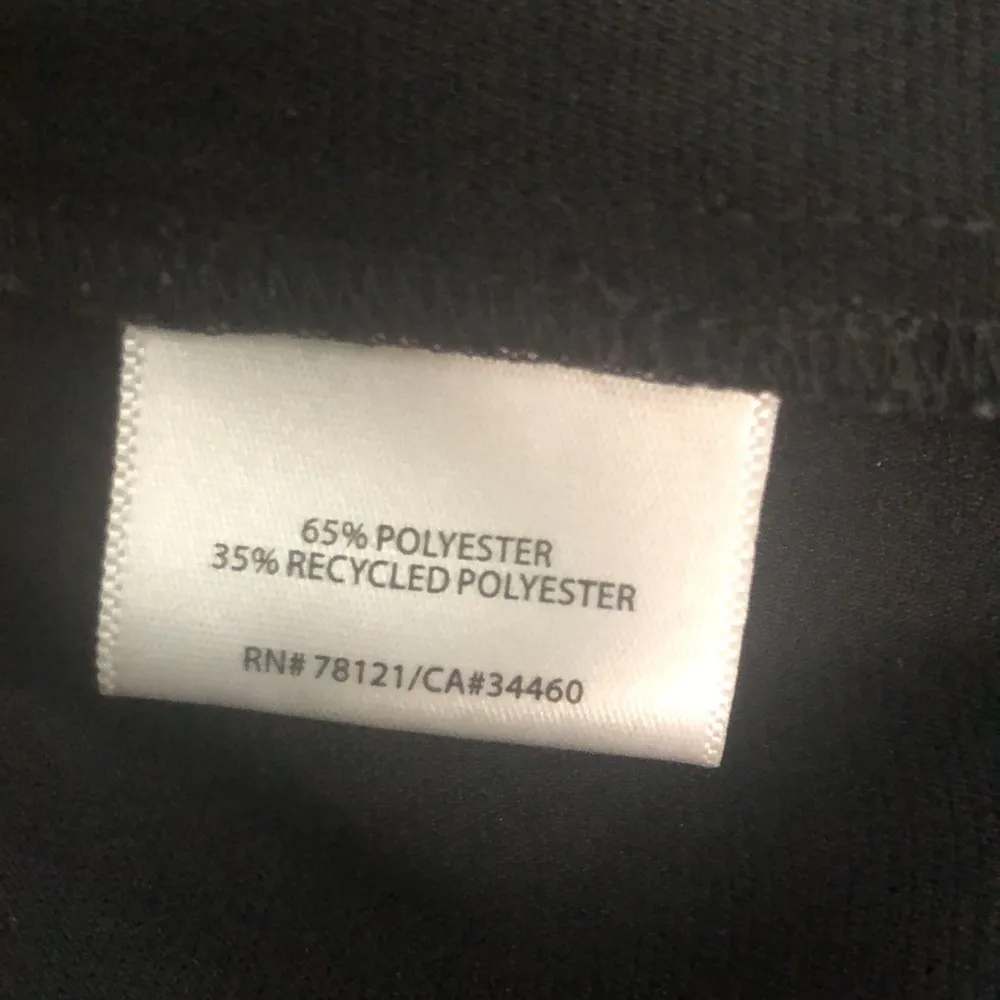 65% POLYESTER
35% RECYCLED POLYESTER
RN# 78121/CA#34460